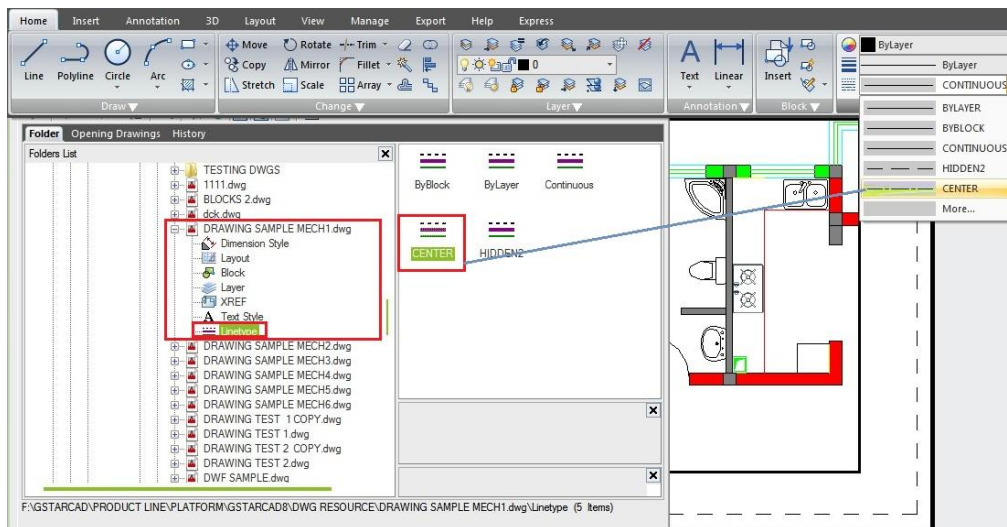 Home Insert Annotation 3D Layout View Manage Export Help Express
Line Polyline Circle Arc
Move Rotate Trim
Copy Mirror Fillet
Stretch Scale Array
0
Text Linear Insert
Draw Change Layer Annotation Block
ByLayer
ByLayer
CONTINUOUS
BYLAYER
BYBLOCK
CONTINUOUS
HIDDEN2
CENTER
More...
Folder Opening Drawings History
Folders List
TESTING DWGS
1111.dwg
BLOCKS 2.dwg
dck.dwg
DRAWING SAMPLE MECH1.dwg
Dimension Style
Layout
Block
Layer
XREF
Text Style
Linetype
DRAWING SAMPLE MECH2.dwg
DRAWING SAMPLE MECH3.dwg
DRAWING SAMPLE MECH4.dwg
DRAWING SAMPLE MECH5.dwg
DRAWING SAMPLE MECH6.dwg
DRAWING TEST 1 COPY.dwg
DRAWING TEST 1.dwg
DRAWING TEST 2 COPY.dwg
DRAWING TEST 2.dwg
DWF SAMPLE.dwg
ByBlock ByLayer Continuous
CENTER HIDDEN2
F:\GSTARCAD\PRODUCT LINE\PLATFORM\GSTARCAD8\DWG RESOURCE\DRAWING SAMPLE MECH1.dwg\Linetype (5 Items)